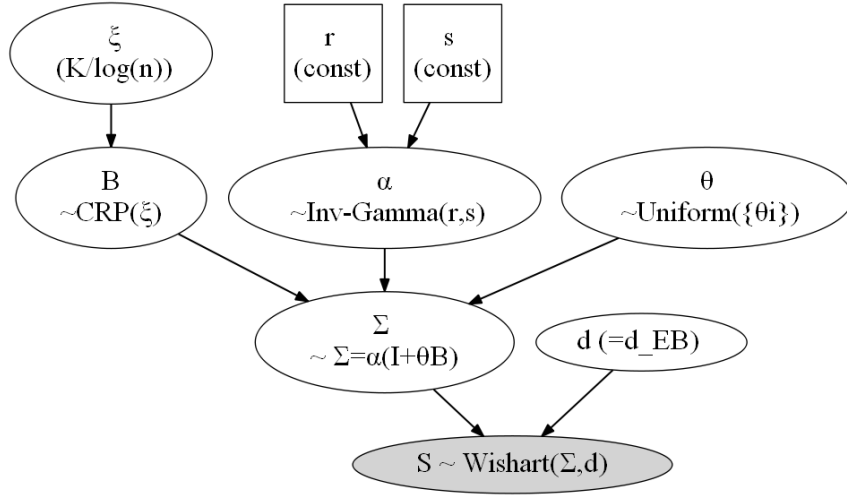 ξ
(K/log(n))
r
(const)
s
(const)
B
~CRP(ξ)
α
~Inv-Gamma(r,s)
θ
~Uniform({θi})
Σ
~ Σ=α(I+θB)
d (=d_EB)
S ~ Wishart(Σ,d)